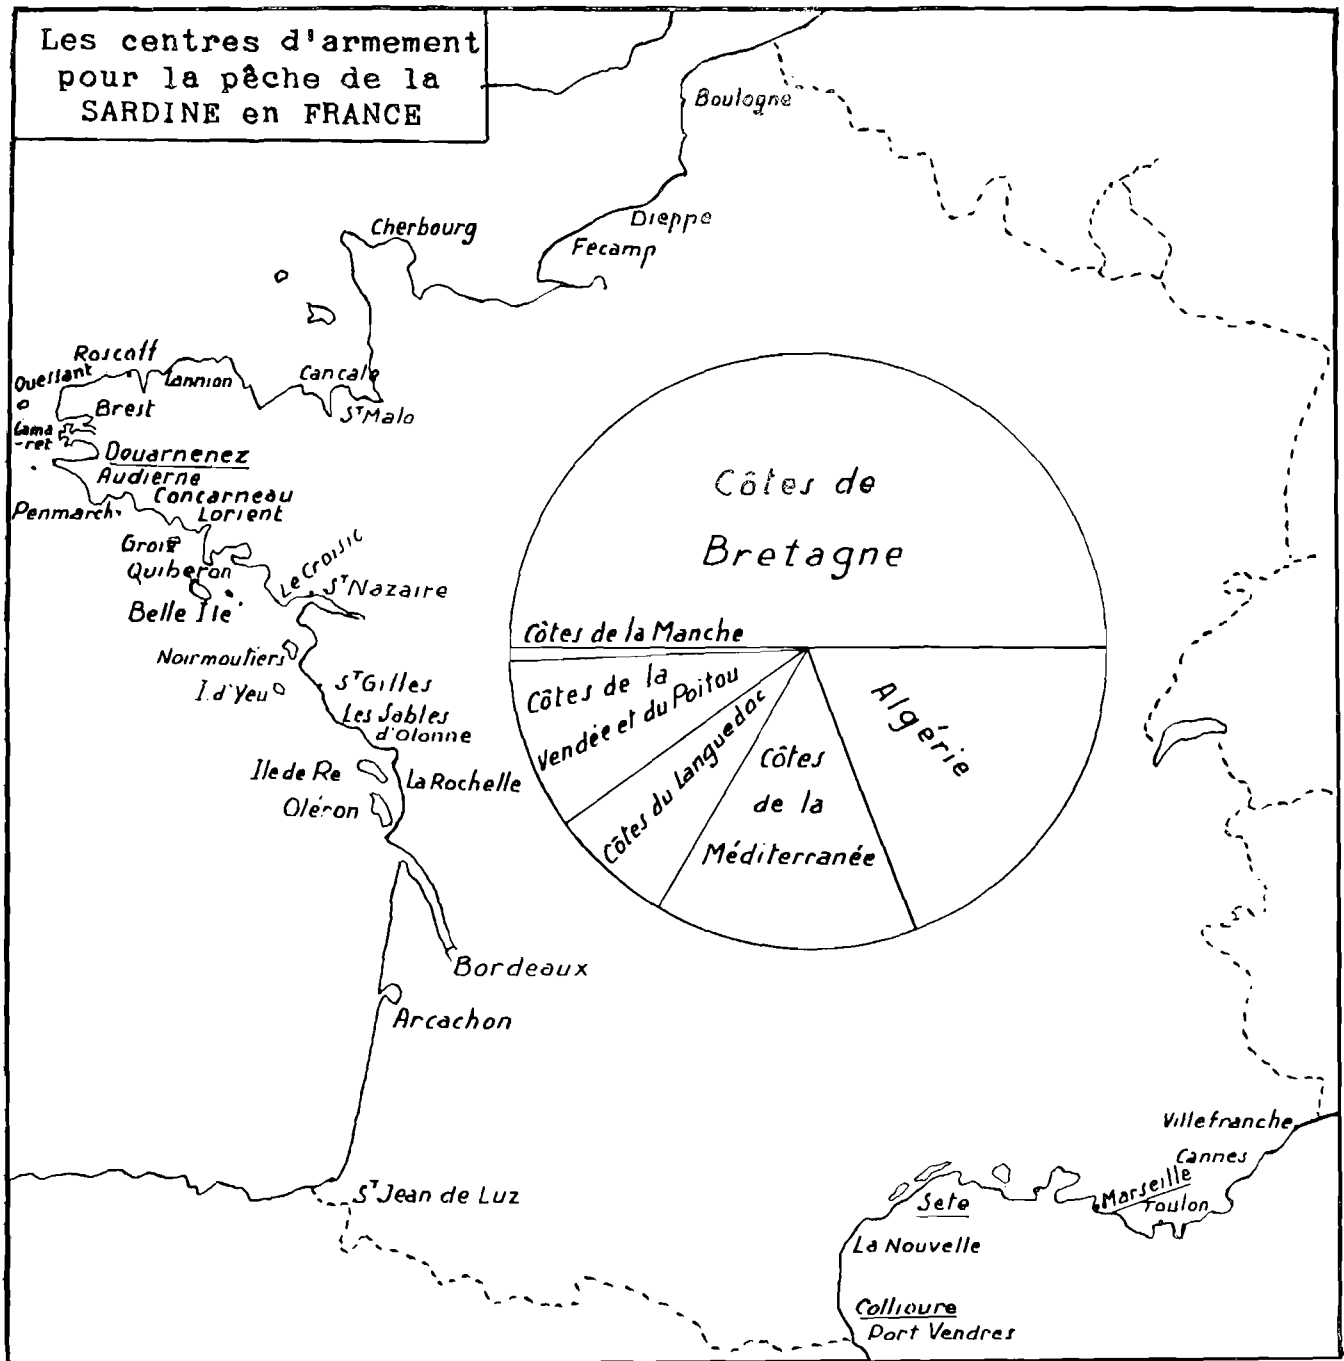 Les centres d'armement
pour la pêche de la
SARDINE en FRANCE
Boulogne
Dieppe
Fecamp
Cherbourg
Roscoff
Ouessant
Lannion
Cancale
St Malo
Brest
Cama
-ret
Douarnenez
Audierne
Concarneau
Penmarch
Lorient
Groix
Quiberon
Le Croisic
St Nazaire
Belle Ile
Noirmoutiers
I. d'Yeu
St Gilles
Les Sables
d'Olonne
Ile de Re
La Rochelle
Oléron
Bordeaux
Arcachon
St Jean de Luz
Côtes de
Bretagne
Côtes de la Manche
Côtes de la
Vendée et du Poitou
Côtes du Languedoc
Côtes
de la
Méditerranée
Algérie
Villefranche
Cannes
Marseille
Toulon
Sete
La Nouvelle
Collioure
Port Vendres